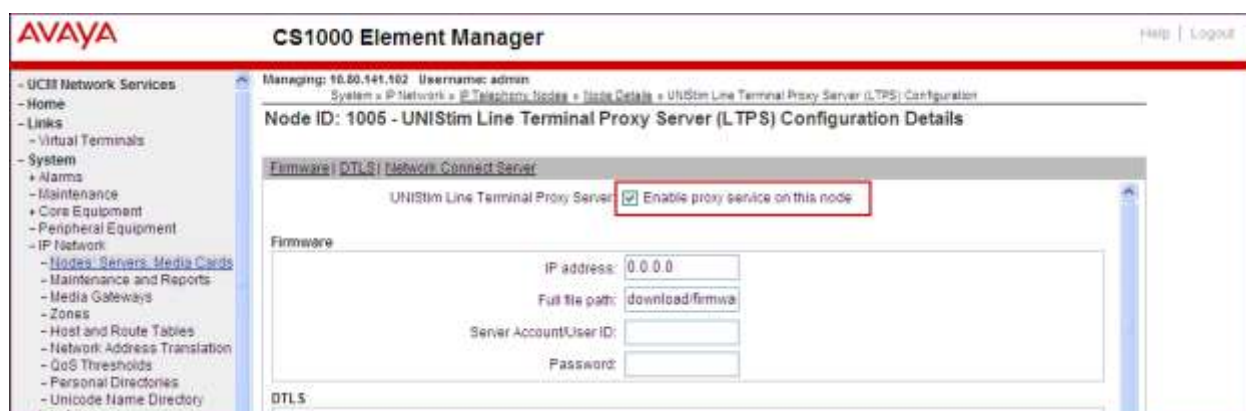 AVAYA
CS1000 Element Manager
Help | Logout
- UCM Network Services
- Home
- Links
- Virtual Terminals
- System
+ Alarms
- Maintenance
+ Core Equipment
- Peripheral Equipment
- IP Network
- Nodes: Servers, Media Cards
- Maintenance and Reports
- Media Gateways
- Zones
- Host and Route Tables
- Network Address Translation
- QoS Thresholds
- Personal Directories
- Unicode Name Directory
Managing: 10.80.141.102 Username: admin
System » IP Network » IP Telephony Nodes » Node Details » UNIStim Line Terminal Proxy Server (LTPS) Configuration
Node ID: 1005 - UNIStim Line Terminal Proxy Server (LTPS) Configuration Details
Firmware | DTLS | Network Connect Server
UNIStim Line Terminal Proxy Server: Enable proxy service on this node
Firmware
IP address: 0.0.0.0
Full file path: download/firmwa
Server Account/User ID:
Password:
DTLS